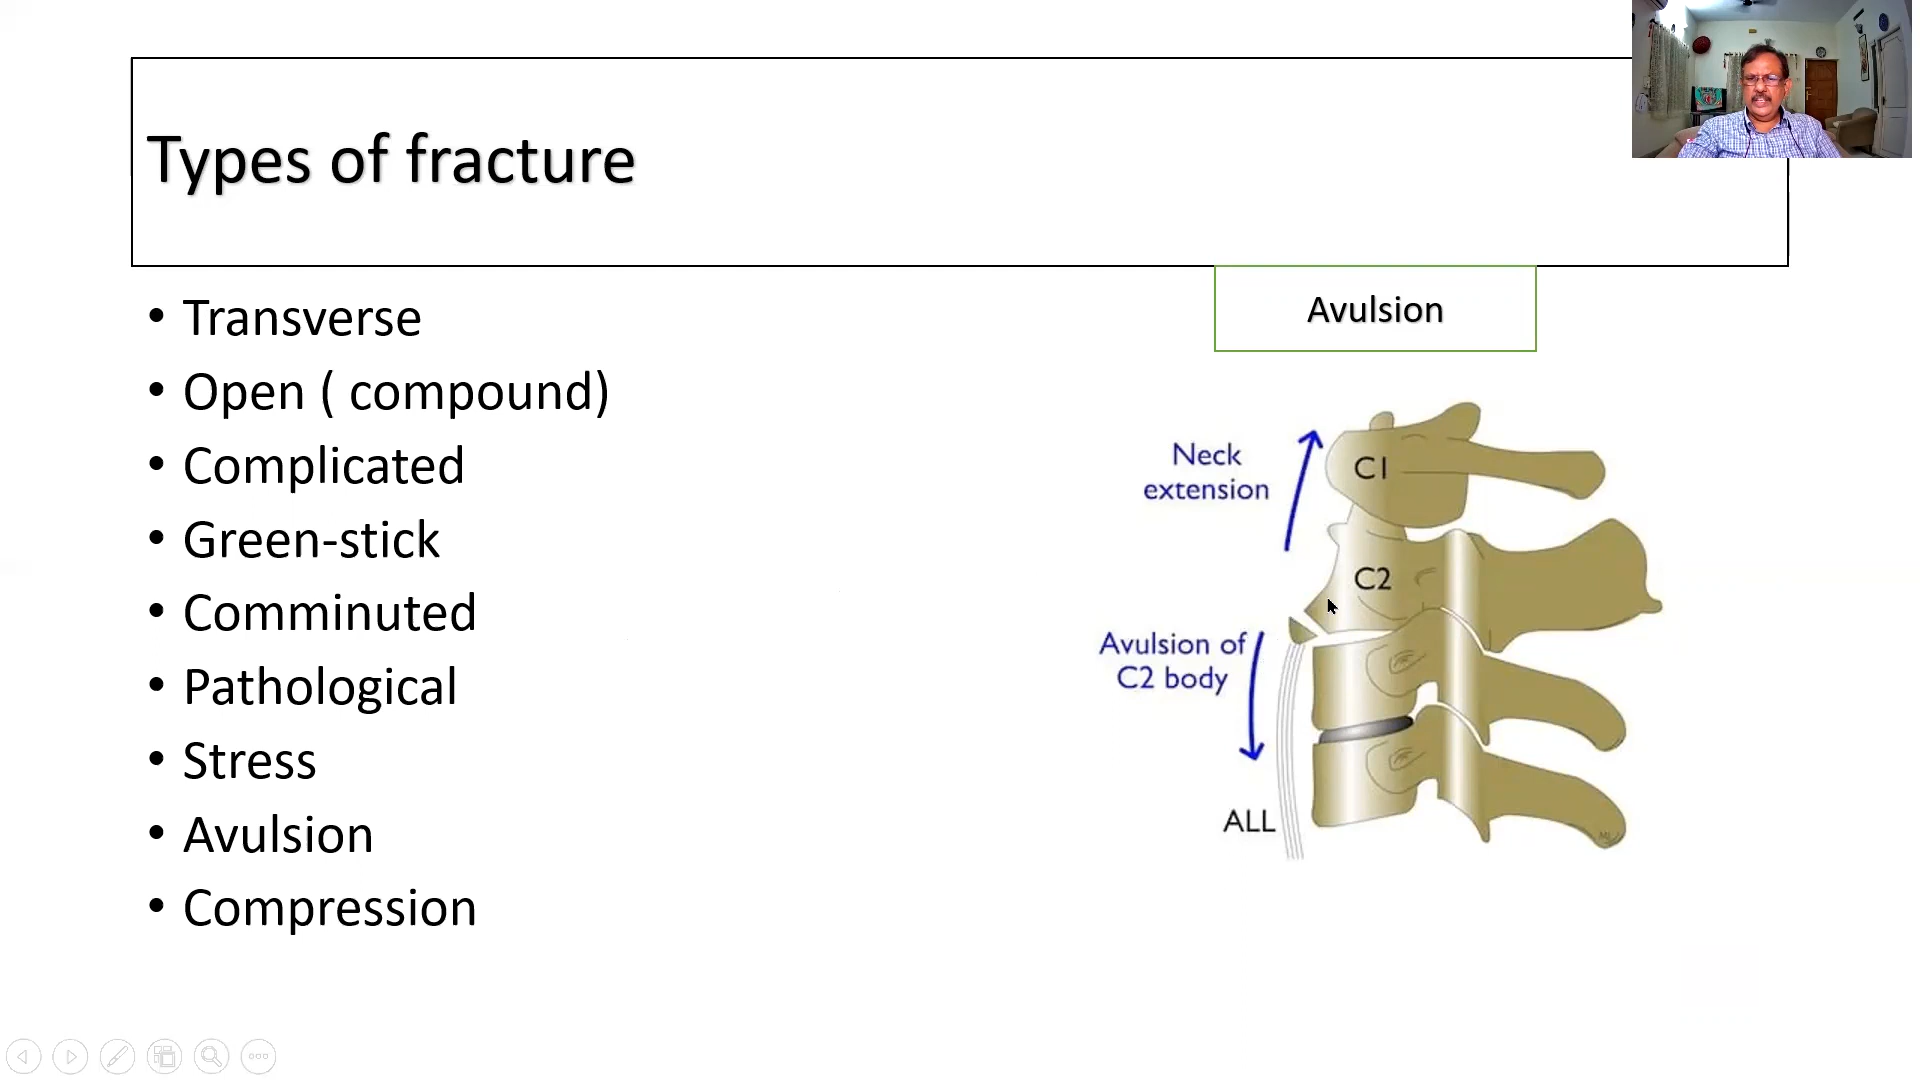 Types of fracture
• Transverse
• Open ( compound)
• Complicated
• Green-stick
• Comminuted
• Pathological
• Stress
• Avulsion
• Compression
Avulsion
Neck
extension
C1
C2
Avulsion of
C2 body
ALL